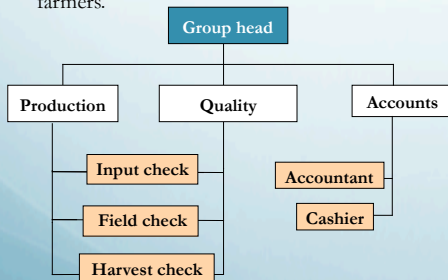 farmers.
Group head
Production
Quality
Accounts
Input check
Accountant
Field check
Cashier
Harvest check